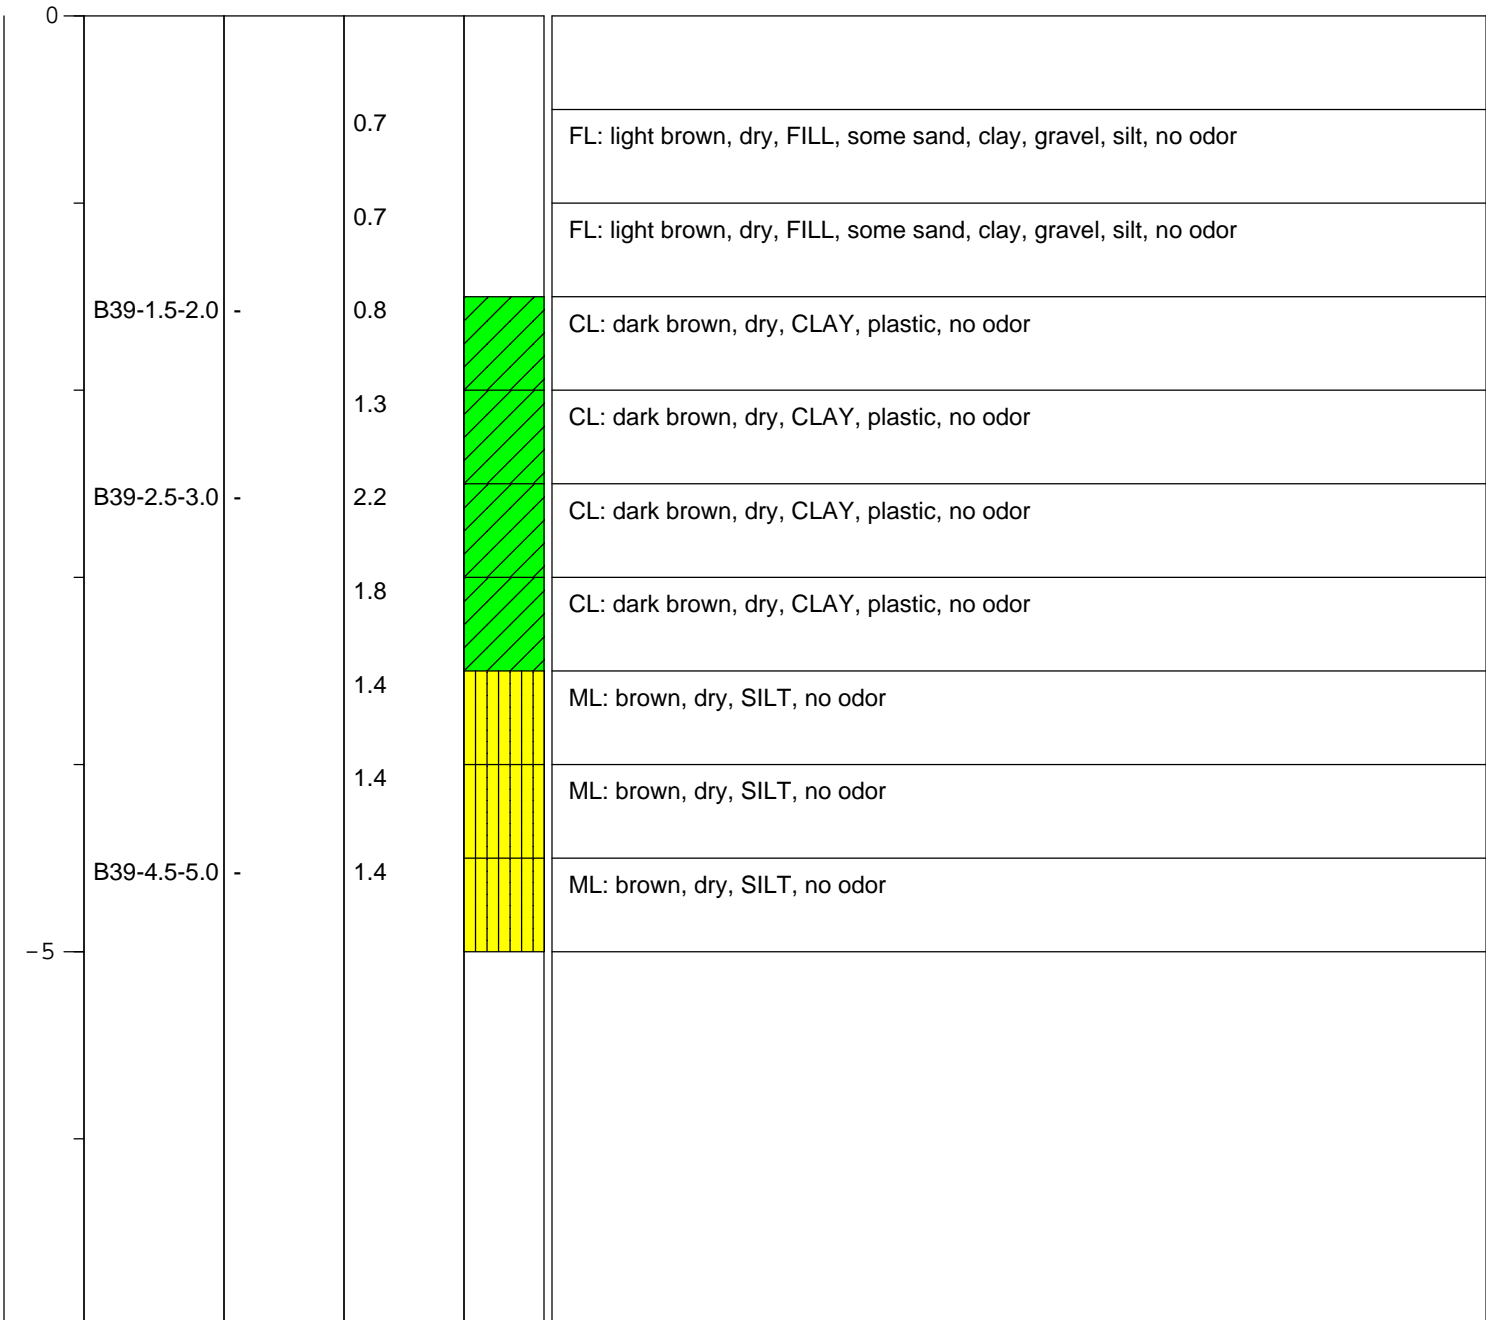 0
0.7
FL: light brown, dry, FILL, some sand, clay, gravel, silt, no odor
0.7
FL: light brown, dry, FILL, some sand, clay, gravel, silt, no odor
B39-1.5-2.0 - 0.8
CL: dark brown, dry, CLAY, plastic, no odor
1.3
CL: dark brown, dry, CLAY, plastic, no odor
B39-2.5-3.0 - 2.2
CL: dark brown, dry, CLAY, plastic, no odor
1.8
CL: dark brown, dry, CLAY, plastic, no odor
1.4
ML: brown, dry, SILT, no odor
1.4
ML: brown, dry, SILT, no odor
B39-4.5-5.0 - 1.4
ML: brown, dry, SILT, no odor
-5